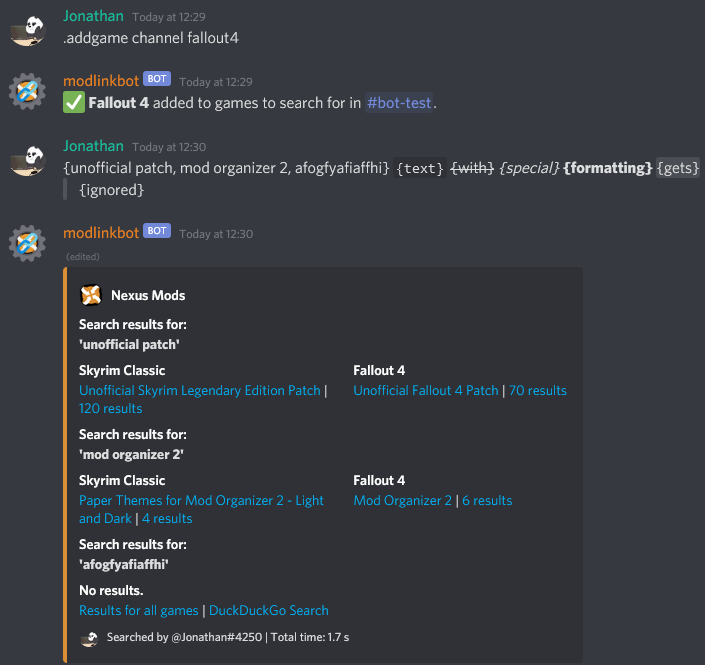 Jonathan Today at 12:29
.addgame channel fallout4
modlinkbot BOT Today at 12:29
✅ Fallout 4 added to games to search for in #bot-test.
Jonathan Today at 12:30
{unofficial patch, mod organizer 2, afogfyafiaffhi} {text} {with} {special} {formatting} {gets}
{ignored}
modlinkbot BOT Today at 12:30
(edited)
Nexus Mods
Search results for:
'unofficial patch'
Skyrim Classic
Unofficial Skyrim Legendary Edition Patch |
120 results
Fallout 4
Unofficial Fallout 4 Patch | 70 results
Search results for:
'mod organizer 2'
Skyrim Classic
Paper Themes for Mod Organizer 2 - Light
and Dark | 4 results
Fallout 4
Mod Organizer 2 | 6 results
Search results for:
'afogfyafiaffhi'
No results.
Results for all games | DuckDuckGo Search
Searched by @Jonathan#4250 | Total time: 1.7 s